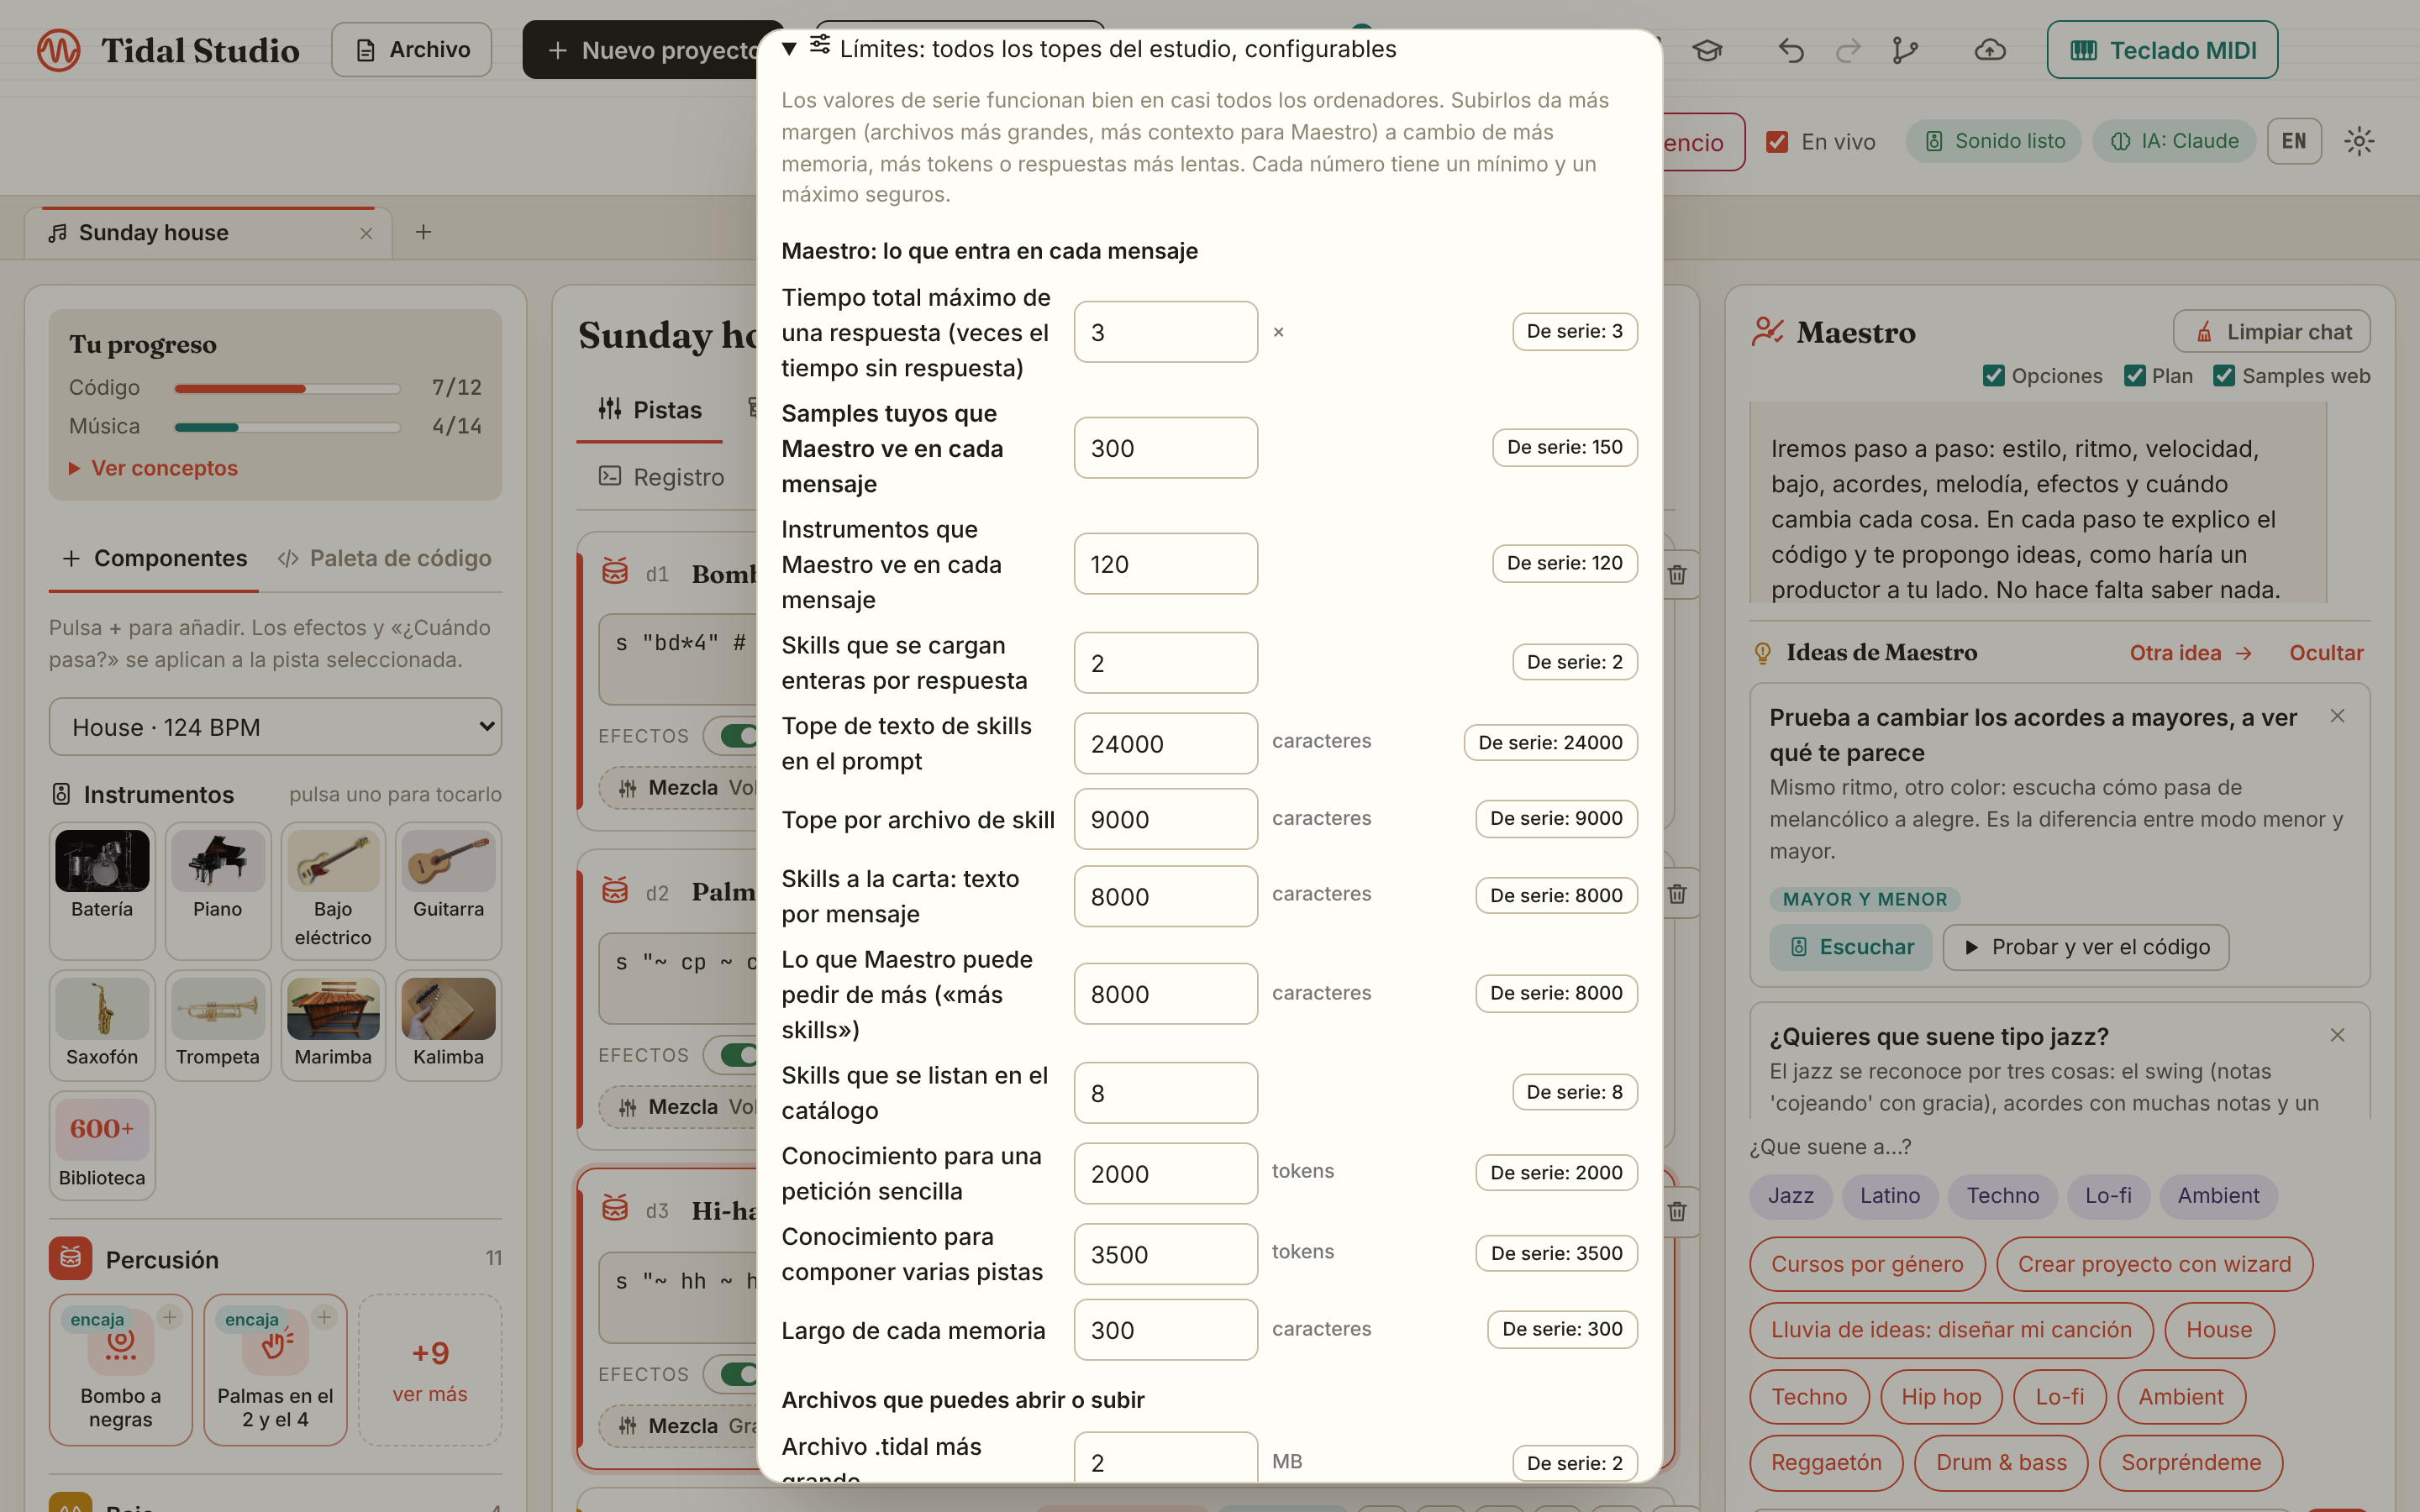 Tidal Studio
Archivo
Nuevo proyecto
Teclado MIDI
encio
En vivo
Sonido listo
IA: Claude
EN
Sunday house
Tu progreso
Código 7/12
Música 4/14
Ver conceptos
Componentes
Paleta de código
Pulsa + para añadir. Los efectos y «¿Cuándo
pasa?» se aplican a la pista seleccionada.
House · 124 BPM
Instrumentos
pulsa uno para tocarlo
Batería
Piano
Bajo
eléctrico
Guitarra
Saxofón
Trompeta
Marimba
Kalimba
600+
Biblioteca
Percusión
11
encaja
Bombo a
negras
encaja
Palmas en el
2 y el 4
+9
ver más
Sunday ho
Pistas
Registro
d1 Bomb
s "bd*4" #
EFECTOS
Mezcla Vol
d2 Palm
s "~ cp ~ c
EFECTOS
Mezcla Vol
d3 Hi-ha
s "~ hh ~ h
EFECTOS
Mezcla Gra
Límites: todos los topes del estudio, configurables
Los valores de serie funcionan bien en casi todos los ordenadores. Subirlos da más
margen (archivos más grandes, más contexto para Maestro) a cambio de más
memoria, más tokens o respuestas más lentas. Cada número tiene un mínimo y un
máximo seguros.
Maestro: lo que entra en cada mensaje
Tiempo total máximo de
una respuesta (veces el
tiempo sin respuesta)
3
×
De serie: 3
Samples tuyos que
Maestro ve en cada
mensaje
300
De serie: 150
Instrumentos que
Maestro ve en cada
mensaje
120
De serie: 120
Skills que se cargan
enteras por respuesta
2
De serie: 2
Tope de texto de skills
en el prompt
24000
caracteres
De serie: 24000
Tope por archivo de skill
9000
caracteres
De serie: 9000
Skills a la carta: texto
por mensaje
8000
caracteres
De serie: 8000
Lo que Maestro puede
pedir de más («más
skills»)
8000
caracteres
De serie: 8000
Skills que se listan en el
catálogo
8
De serie: 8
Conocimiento para una
petición sencilla
2000
tokens
De serie: 2000
Conocimiento para
componer varias pistas
3500
tokens
De serie: 3500
Largo de cada memoria
300
caracteres
De serie: 300
Archivos que puedes abrir o subir
Archivo .tidal más
grande
2
MB
De serie: 2
Maestro
Limpiar chat
Opciones
Plan
Samples web
Iremos paso a paso: estilo, ritmo, velocidad,
bajo, acordes, melodía, efectos y cuándo
cambia cada cosa. En cada paso te explico el
código y te propongo ideas, como haría un
productor a tu lado. No hace falta saber nada.
Ideas de Maestro
Otra idea →
Ocultar
Prueba a cambiar los acordes a mayores, a ver
qué te parece
Mismo ritmo, otro color: escucha cómo pasa de
melancólico a alegre. Es la diferencia entre modo menor y
mayor.
MAYOR Y MENOR
Escuchar
Probar y ver el código
¿Quieres que suene tipo jazz?
El jazz se reconoce por tres cosas: el swing (notas
'cojeando' con gracia), acordes con muchas notas y un
¿Que suene a...?
Jazz
Latino
Techno
Lo-fi
Ambient
Cursos por género
Crear proyecto con wizard
Lluvia de ideas: diseñar mi canción
House
Techno
Hip hop
Lo-fi
Ambient
Reggaetón
Drum & bass
Sorpréndeme